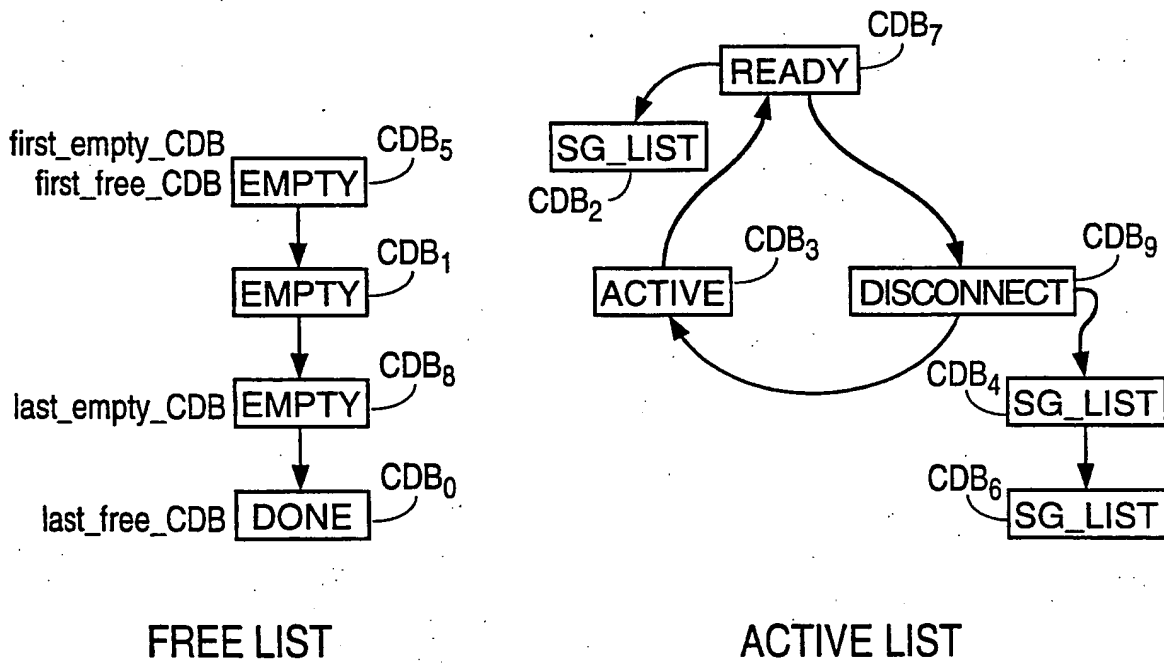 first_empty_CDB
first_free_CDB
EMPTY
CDB5
EMPTY
CDB1
last_empty_CDB
EMPTY
CDB8
last_free_CDB
DONE
CDB0
FREE LIST
READY
CDB7
SG_LIST
CDB2
ACTIVE
CDB3
DISCONNECT
CDB9
CDB4
SG_LIST
CDB6
SG_LIST
ACTIVE LIST